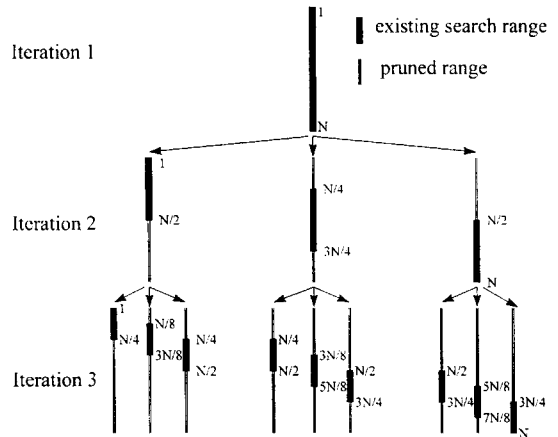 1
existing search range
Iteration 1
pruned range
N
1
N/4
N/2
N/2
Iteration 2
3N/4
N
1
N/8
N/4
N/4
3N/8
N/2
N/4
3N/8
N/2
N/2
5N/8
3N/4
N/2
5N/8
3N/4
3N/4
7N/8
N
Iteration 3